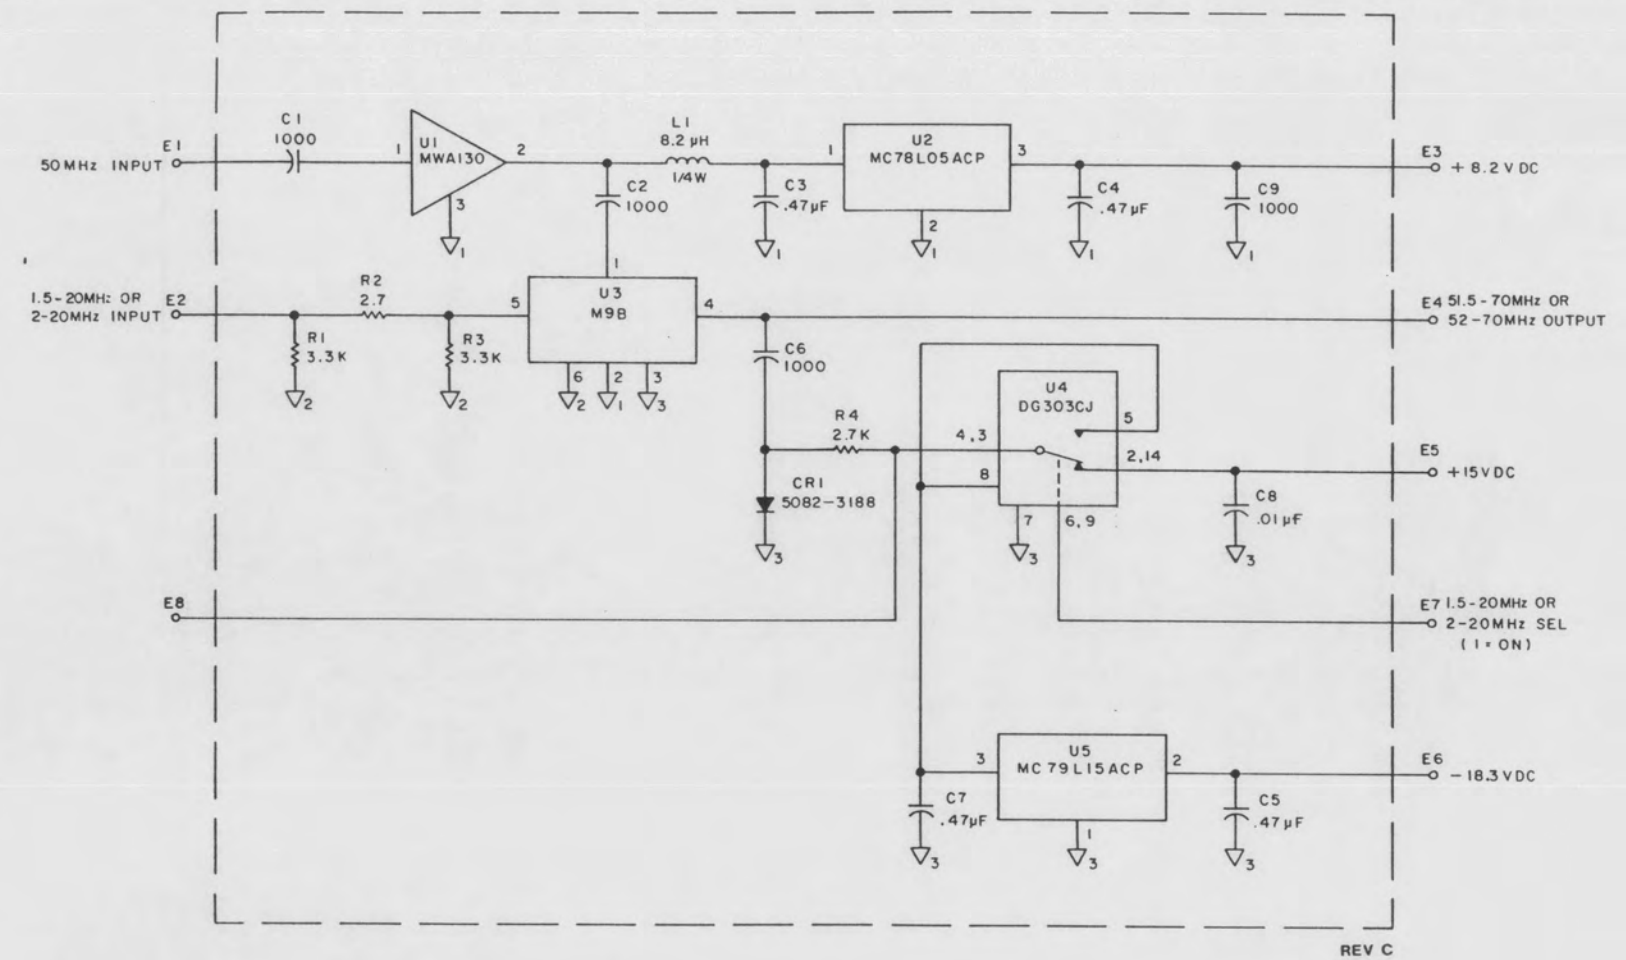 C1
1000
E1
50MHz INPUT
1
U1
MWA130
2
3
1
L1
8.2 µH
1/4W
C2
1000
C3
.47µF
1
1
U2
MC78L05ACP
3
2
1
C4
.47µF
1
C9
1000
1
E3
+ 8.2 V DC
1.5-20MHz OR
2-20MHz INPUT
E2
R2
2.7
R1
3.3K
2
R3
3.3K
2
5
1
U3
M9B
4
6
2
3
2
1
3
C6
1000
E4 51.5-70MHz OR
52-70MHz OUTPUT
R4
2.7K
CR1
5082-3188
3
4,3
U4
DG303CJ
5
2,14
8
7
6,9
3
C8
.01µF
3
E5
+15VDC
E8
E7 1.5-20MHz OR
2-20MHz SEL
(1=ON)
3
U5
MC79L15ACP
2
1
3
C7
.47µF
3
C5
.47µF
3
E6
-18.3VDC
REV C